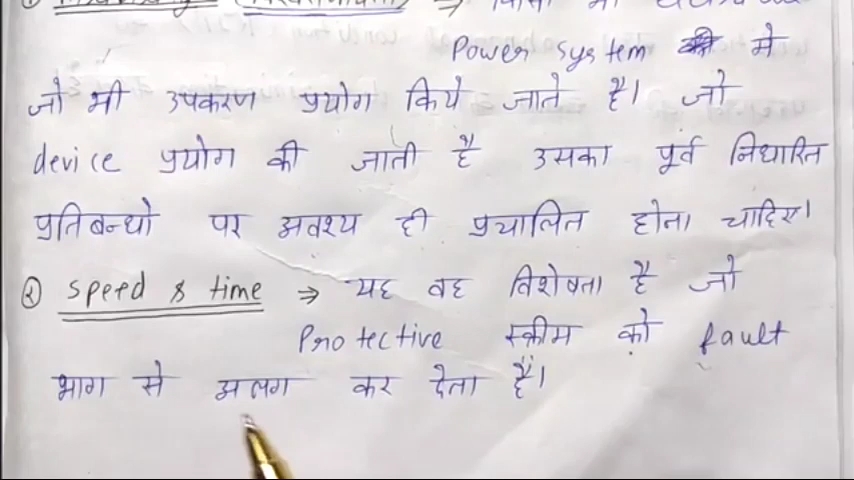 Power system में
जो भी उपकरण प्रयोग किये जाते है। जो
device प्रयोग की जाती है उसका पूर्व निर्धारित
प्रतिबन्धो पर अवश्य ही प्रचालित होना चाहिए।
② speed & time ⇒ यह वह विशेषता है जो
Protective स्कीम को fault
भाग से अलग कर देता है।